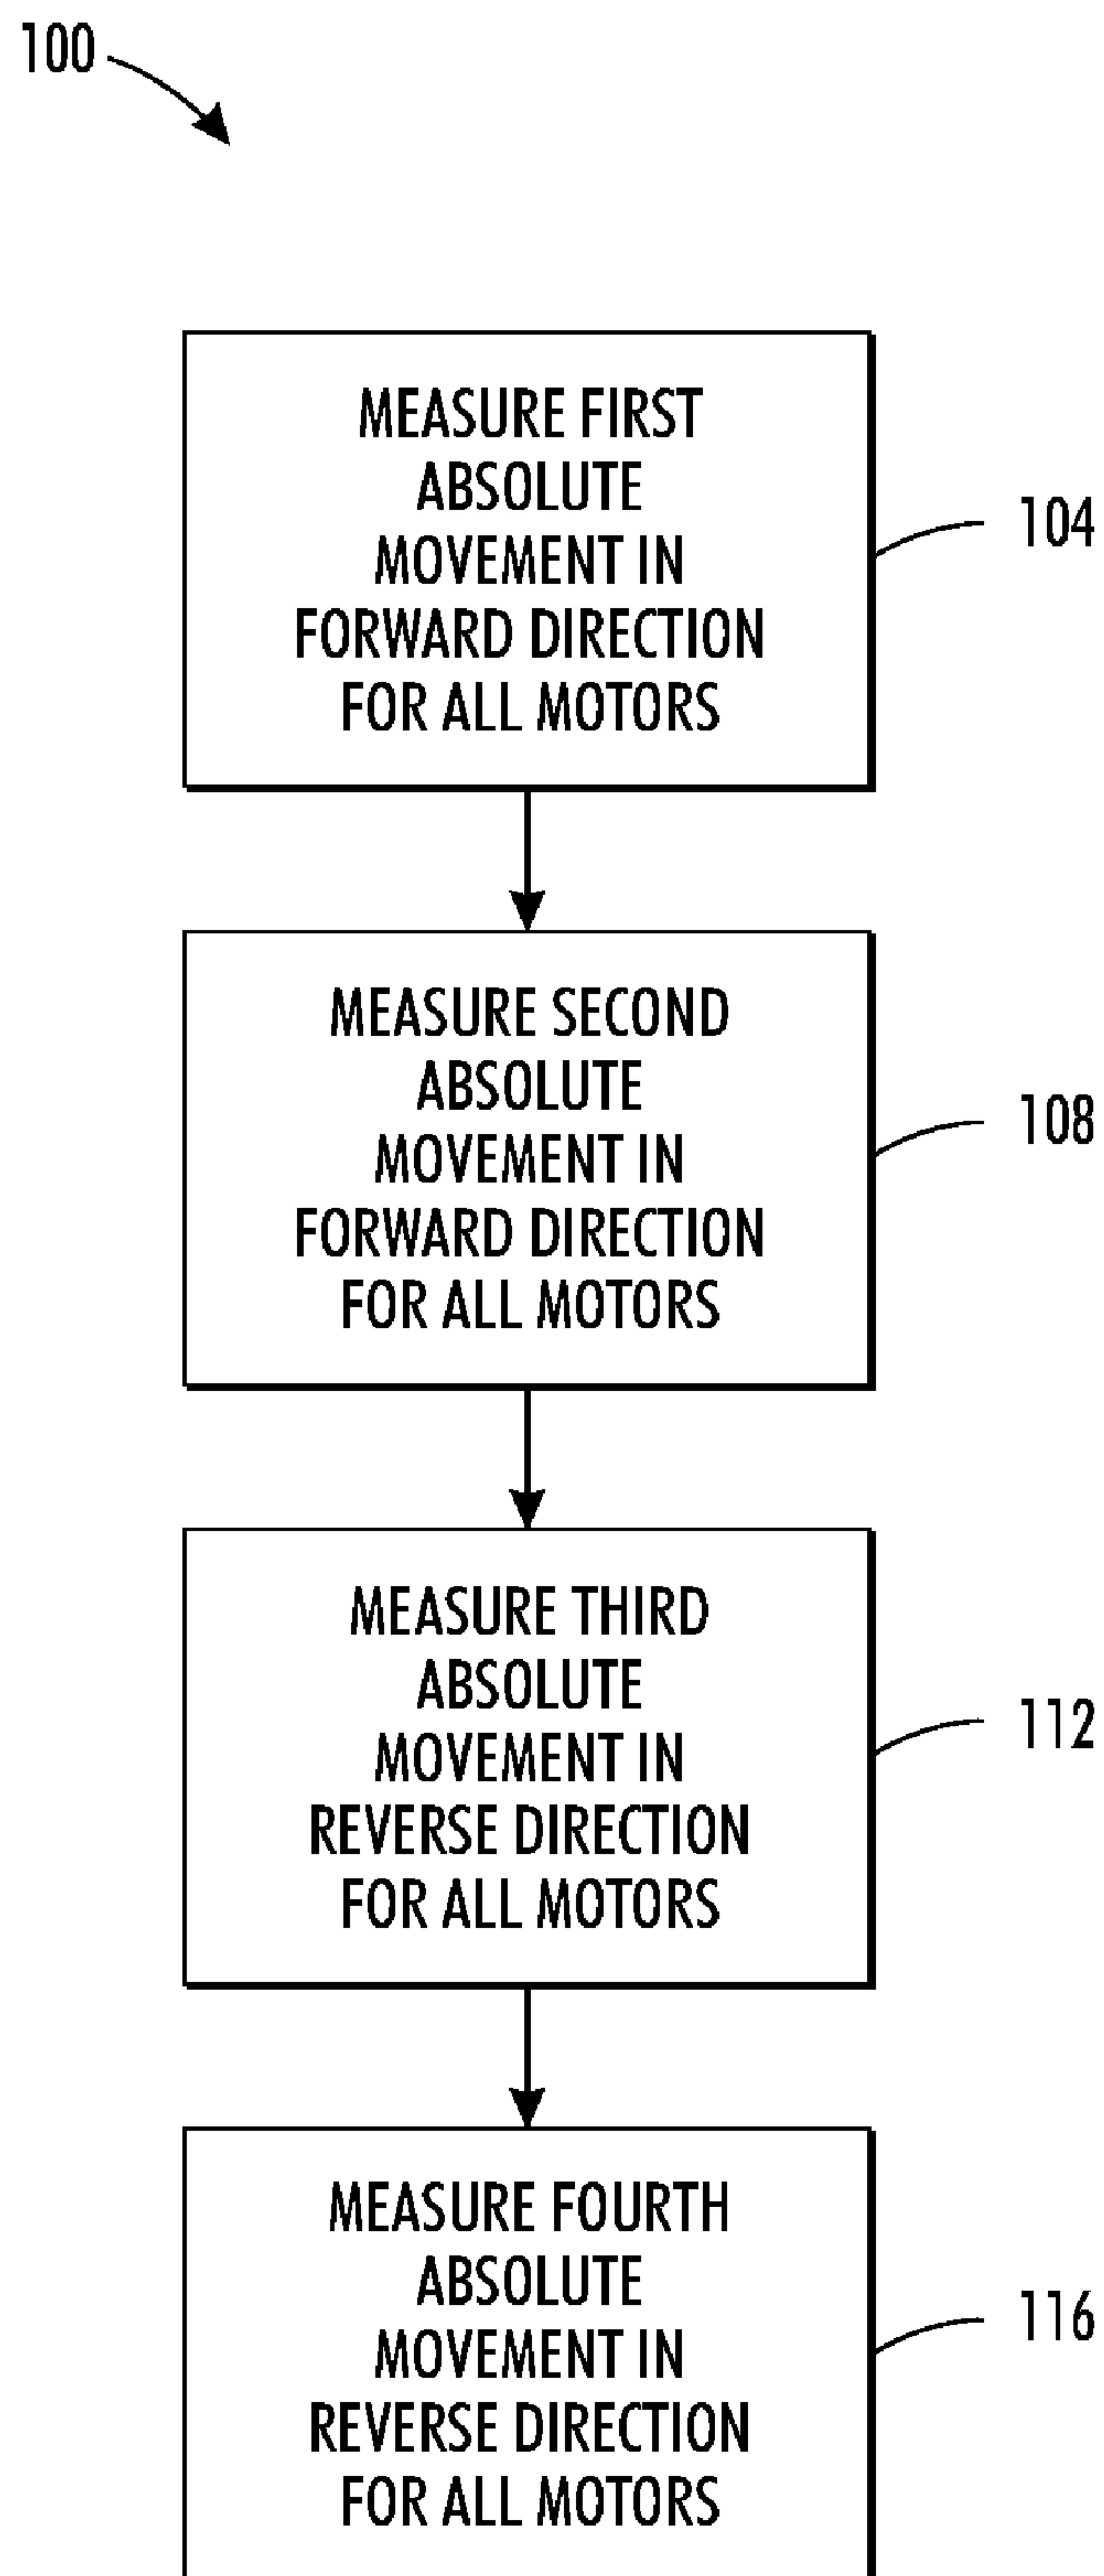 100
MEASURE FIRST
ABSOLUTE
MOVEMENT IN
FORWARD DIRECTION
FOR ALL MOTORS
104
MEASURE SECOND
ABSOLUTE
MOVEMENT IN
FORWARD DIRECTION
FOR ALL MOTORS
108
MEASURE THIRD
ABSOLUTE
MOVEMENT IN
REVERSE DIRECTION
FOR ALL MOTORS
112
MEASURE FOURTH
ABSOLUTE
MOVEMENT IN
REVERSE DIRECTION
FOR ALL MOTORS
116